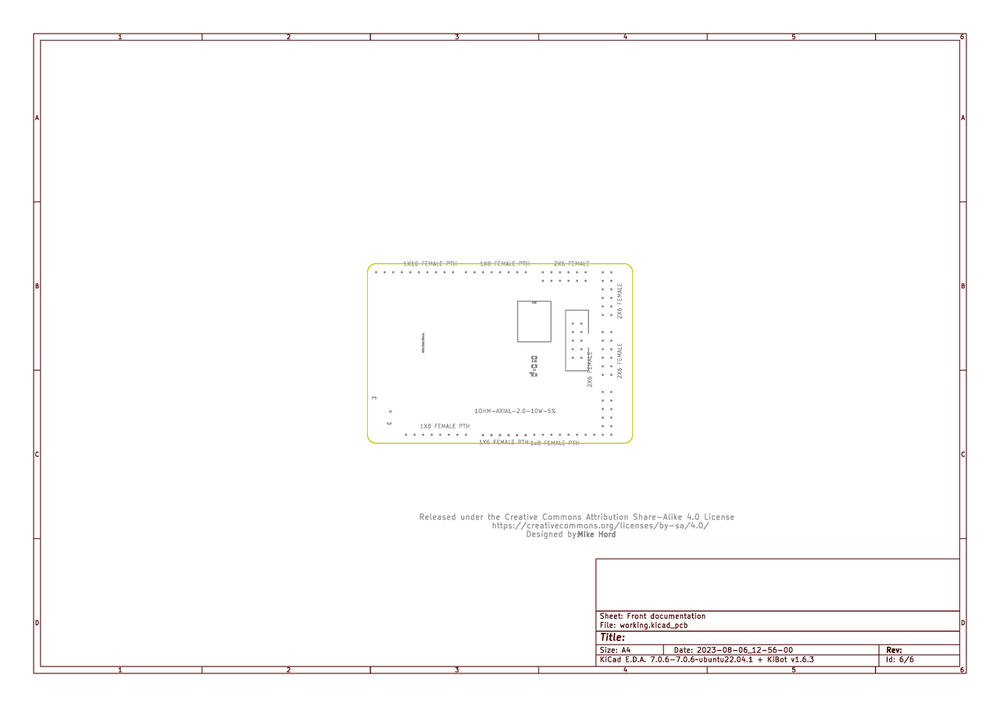 1 2 3 4 5 6
A A
1X10 FEMALE PTH 1X8 FEMALE PTH 2X6 FEMALE
B B
2X6 FEMALE
2X6 FEMALE
2X6 FEMALE
1OHM-AXIAL-2.0-10W-5%
1X8 FEMALE PTH
1X6 FEMALE PTH 1x8 FEMALE PTH
C C
Released under the Creative Commons Attribution Share-Alike 4.0 License
https://creativecommons.org/licenses/by-sa/4.0/
Designed by: Mike Hord
Sheet: Front documentation
File: working.kicad_pcb
D D
Title:
Size: A4 Date: 2023-08-06_12-56-00 Rev:
KiCad E.D.A. 7.0.6-7.0.6~ubuntu22.04.1 + KiBot v1.6.3 Id: 6/6
1 2 3 4 5 6